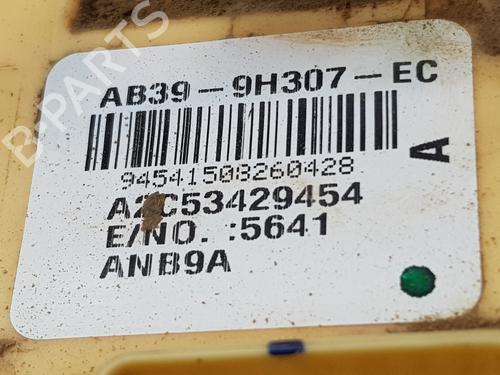 B-PARTS
AB39-9H307-EC
94541508260428
A
A2C53429454
E/NO. :5641
ANB9A